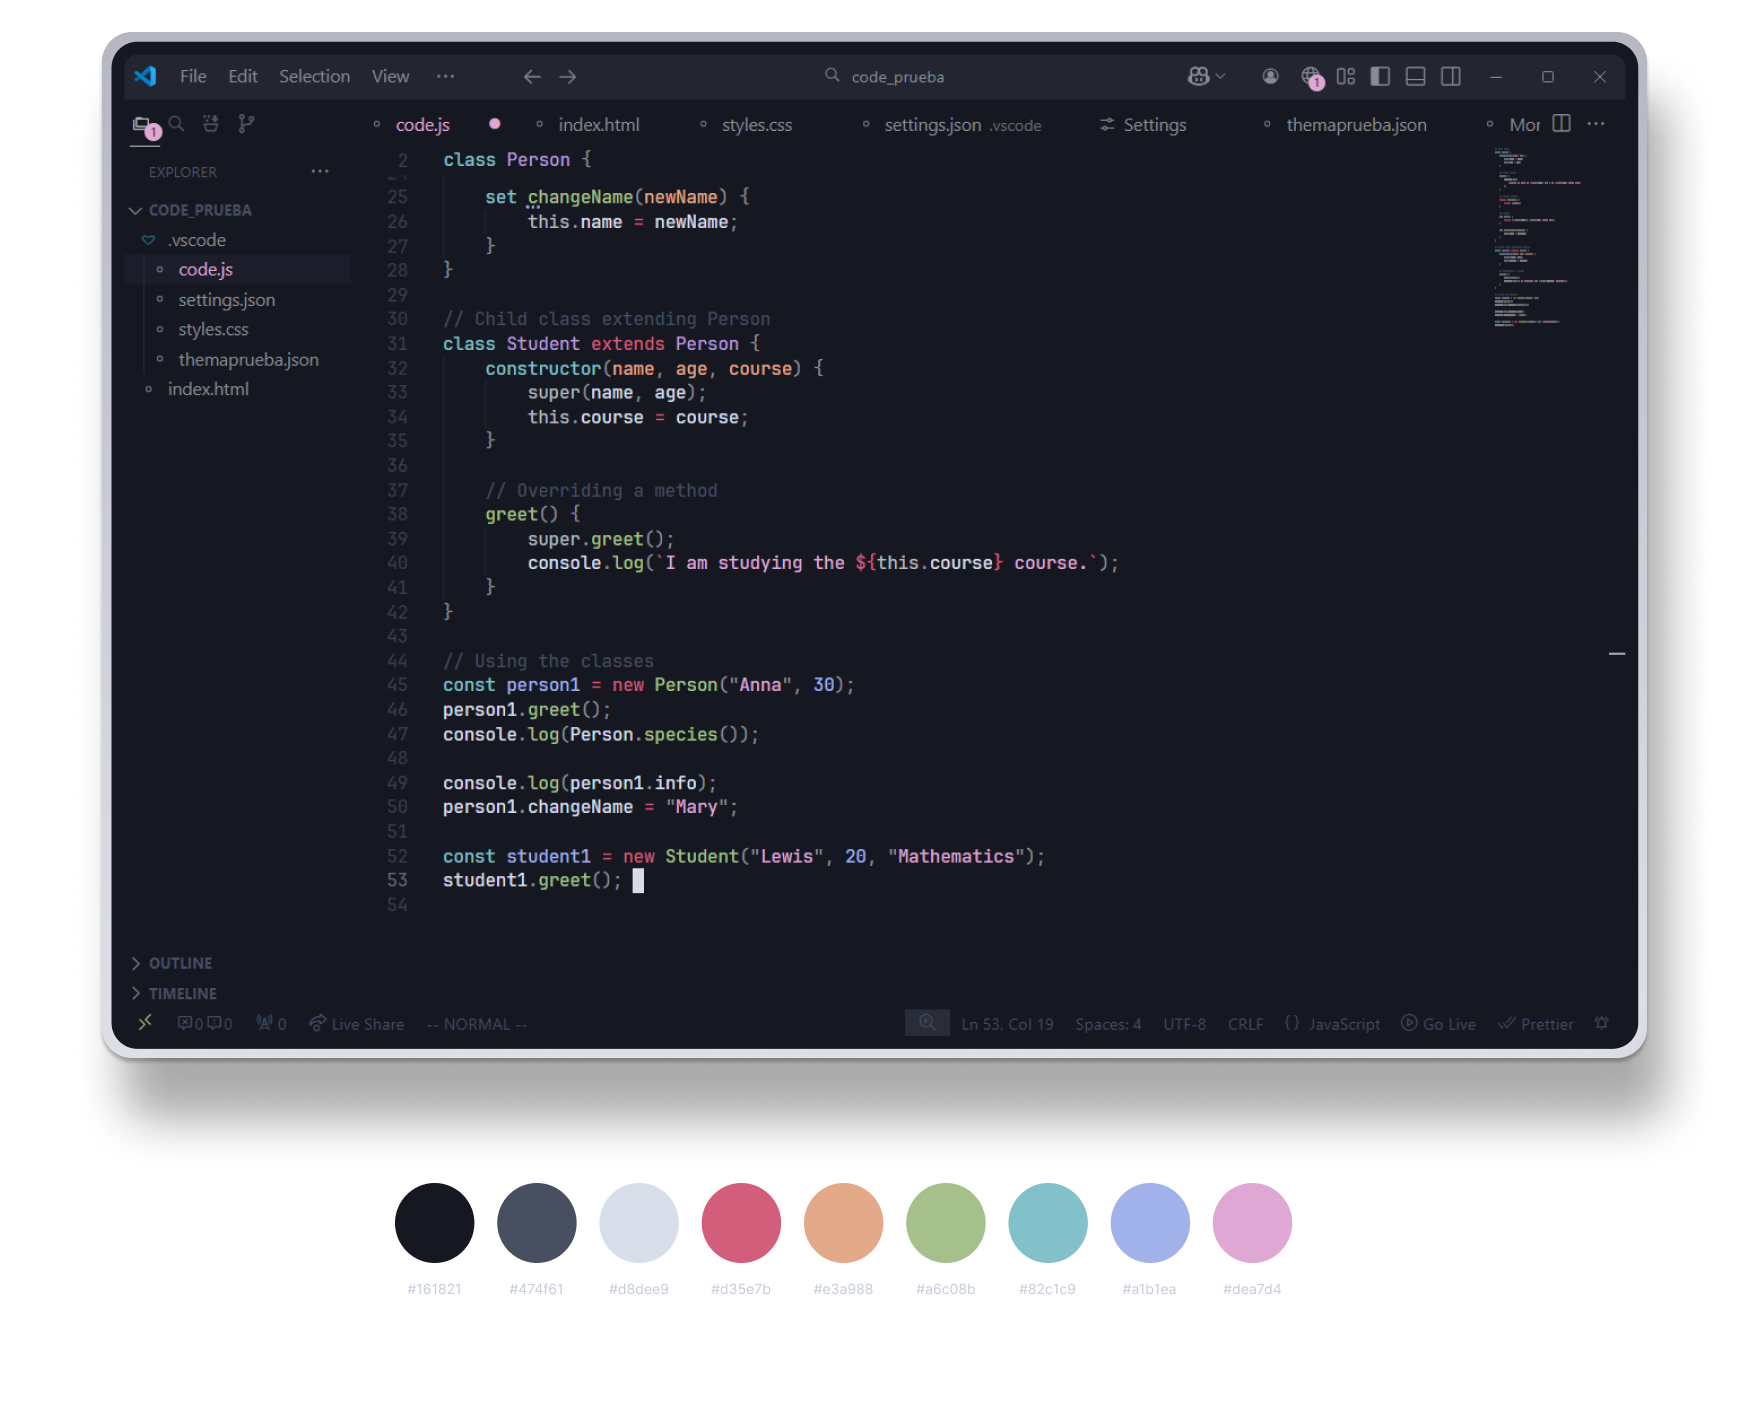 File Edit Selection View ··· code_prueba 1
1 code.js index.html styles.css settings.json .vscode Settings themaprueba.json Mor ···
EXPLORER ···
CODE_PRUEBA
.vscode
code.js
settings.json
styles.css
themaprueba.json
index.html
2 class Person {
25 set changeName(newName) {
26 this.name = newName;
27 }
28 }
29
30 // Child class extending Person
31 class Student extends Person {
32 constructor(name, age, course) {
33 super(name, age);
34 this.course = course;
35 }
36
37 // Overriding a method
38 greet() {
39 super.greet();
40 console.log(`I am studying the ${this.course} course.`);
41 }
42 }
43
44 // Using the classes
45 const person1 = new Person("Anna", 30);
46 person1.greet();
47 console.log(Person.species());
48
49 console.log(person1.info);
50 person1.changeName = "Mary";
51
52 const student1 = new Student("Lewis", 20, "Mathematics");
53 student1.greet();
54
OUTLINE
TIMELINE
0 0 0 Live Share -- NORMAL -- Ln 53, Col 19 Spaces: 4 UTF-8 CRLF {} JavaScript Go Live Prettier
#161821 #474f61 #d8dee9 #d35e7b #e3a988 #a6c08b #82c1c9 #a1b1ea #dea7d4